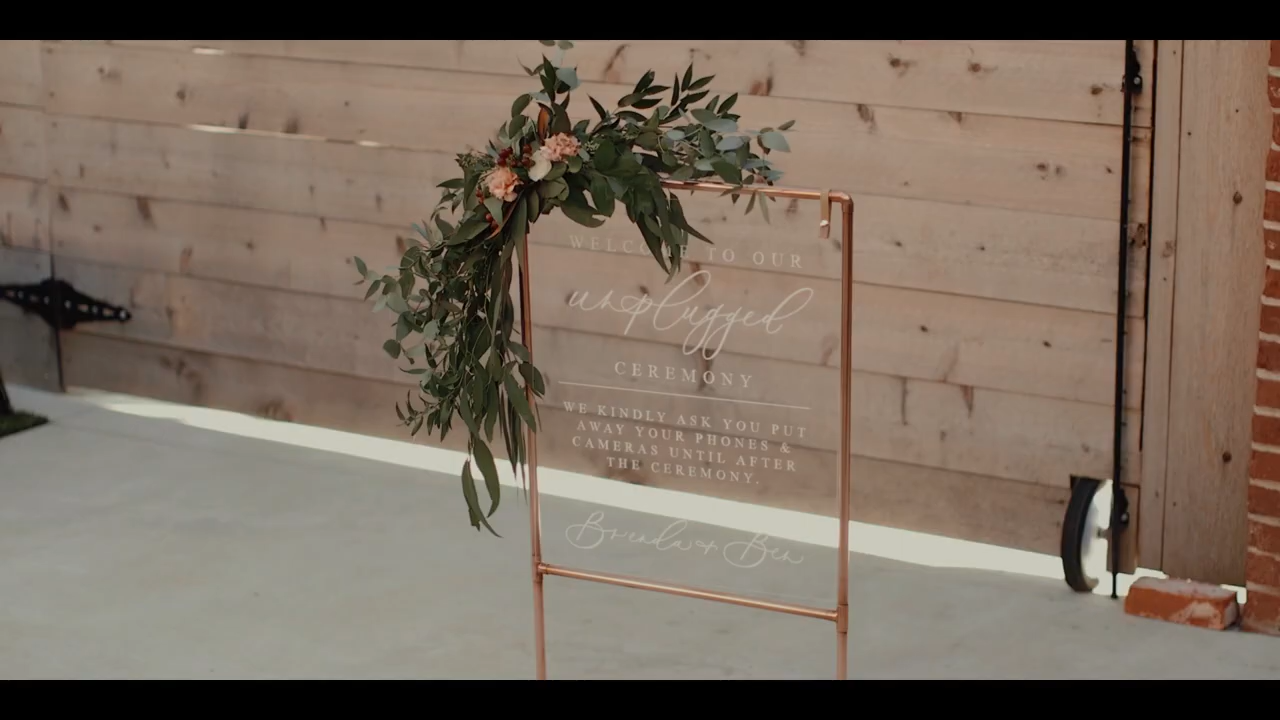 WELCOME TO OUR
unplugged
CEREMONY
WE KINDLY ASK YOU PUT
AWAY YOUR PHONES &
CAMERAS UNTIL AFTER
THE CEREMONY.
Brenda & Ben